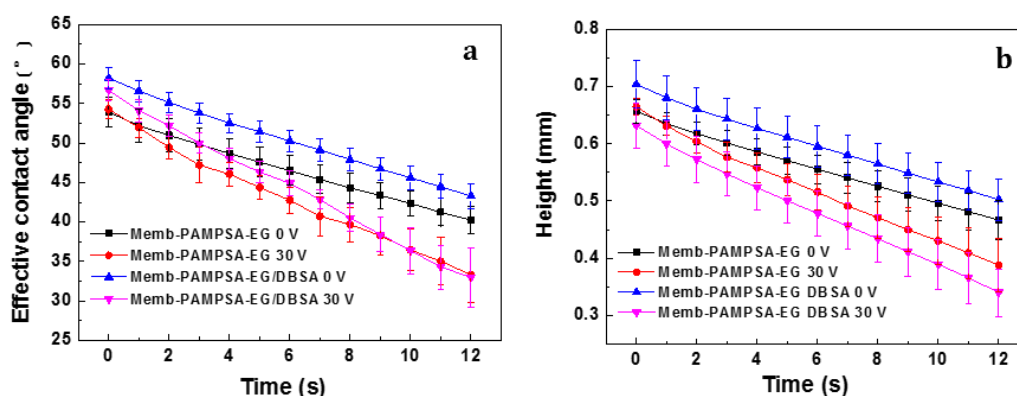 a
Effective contact angle (°)
65
60
55
50
45
40
35
30
25
Memb-PAMPSA-EG 0 V
Memb-PAMPSA-EG 30 V
Memb-PAMPSA-EG/DBSA 0 V
Memb-PAMPSA-EG/DBSA 30 V
0 2 4 6 8 10 12
Time (s)
b
Height (mm)
0.8
0.7
0.6
0.5
0.4
0.3
Memb-PAMPSA-EG 0 V
Memb-PAMPSA-EG 30 V
Memb-PAMPSA-EG DBSA 0 V
Memb-PAMPSA-EG DBSA 30 V
0 2 4 6 8 10 12
Time (s)